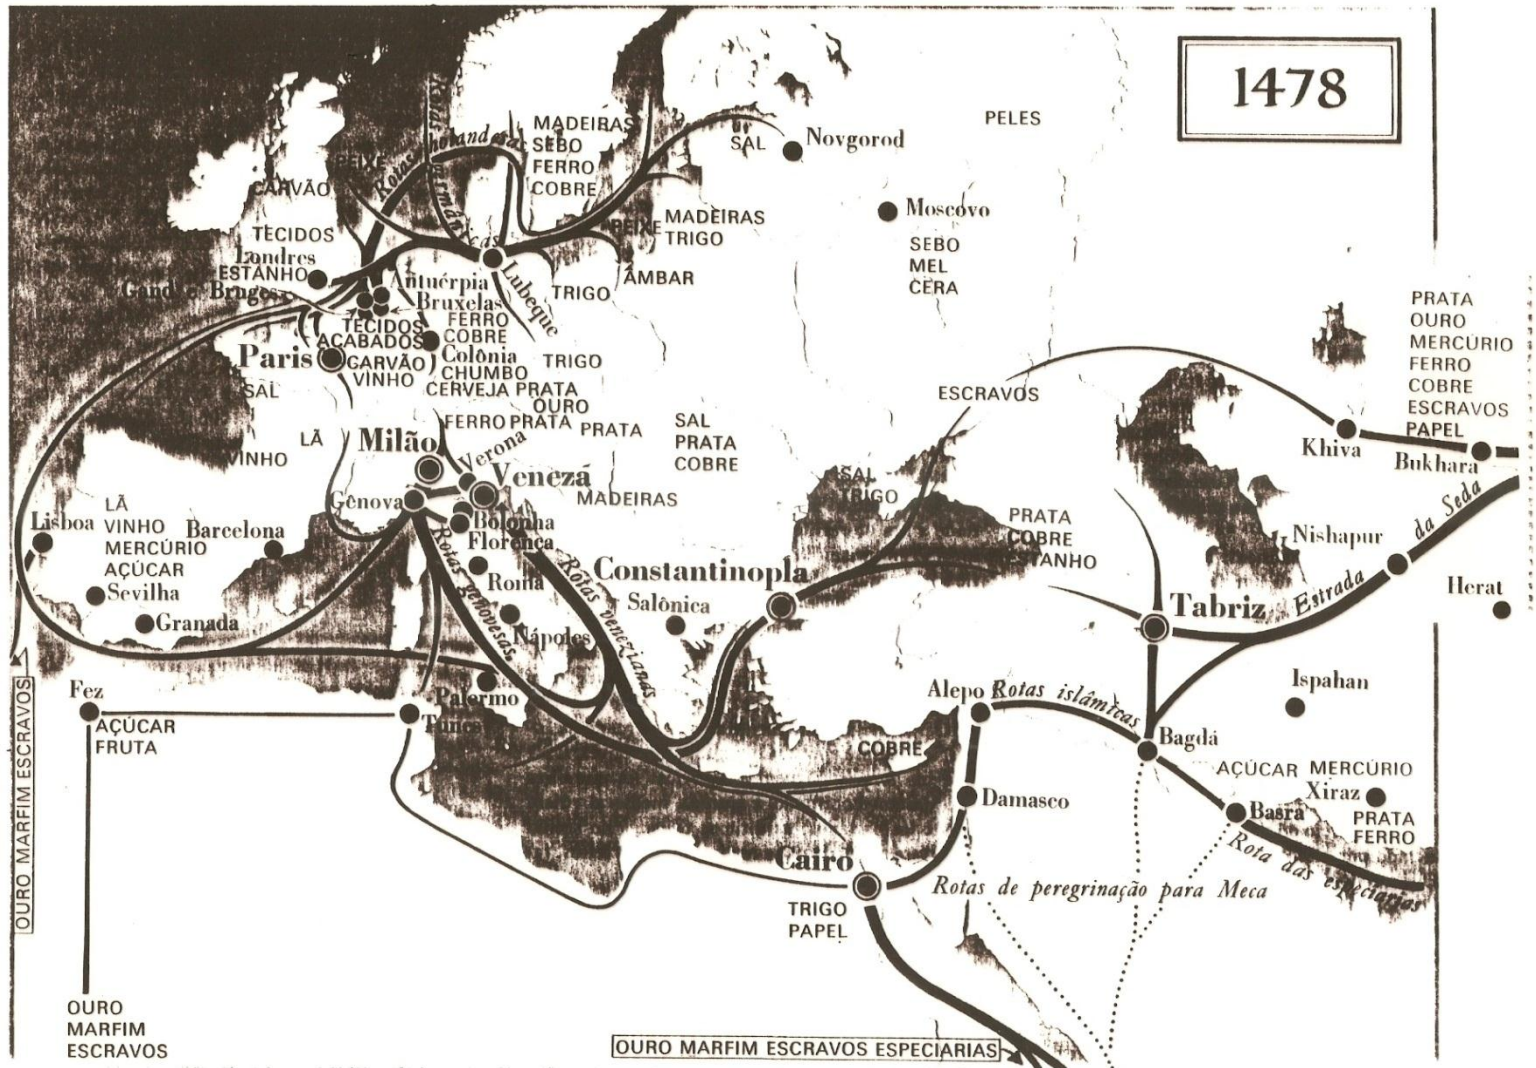 1478
PELES
MADEIRAS
SEBO
FERRO
COBRE
SAL
Novgorod
PEIXE
Rotas holandesas
Rotas germânicas
CARVÃO
Moscovo
SEBO
MEL
CERA
PEIXE
MADEIRAS
TRIGO
TECIDOS
Londres
ESTANHO
Gand e Bruges
Antuérpia
Bruxelas
Lubeque
TRIGO
ÂMBAR
TECIDOS
ACABADOS
FERRO
COBRE
Paris
CARVÃO
VINHO
Colônia
CHUMBO
CERVEJA PRATA
OURO
TRIGO
SAL
FERRO PRATA
PRATA
SAL
PRATA
COBRE
ESCRAVOS
PRATA
OURO
MERCÚRIO
FERRO
COBRE
ESCRAVOS
PAPEL
Khiva
Bukhara
LÃ
VINHO
Milão
Verona
Veneza
MADEIRAS
Gênova
Bolonha
Florença
SAL
TRIGO
PRATA
COBRE
ESTANHO
Nishapur
Estrada da Seda
Herat
Lisboa
LÃ
VINHO
MERCÚRIO
AÇÚCAR
Barcelona
Sevilha
Granada
Roma
Nápoles
Rotas genovesas
Rotas venezianas
Constantinopla
Salônica
Tabriz
Fez
AÇÚCAR
FRUTA
Palermo
Tunes
Alepo
Rotas islâmicas
Bagdá
Ispahan
COBRE
AÇÚCAR
MERCÚRIO
Xiraz
PRATA
FERRO
Damasco
Basra
Rota das especiarias
Cairo
TRIGO
PAPEL
Rotas de peregrinação para Meca
OURO MARFIM ESCRAVOS
OURO
MARFIM
ESCRAVOS
OURO MARFIM ESCRAVOS ESPECIARIAS